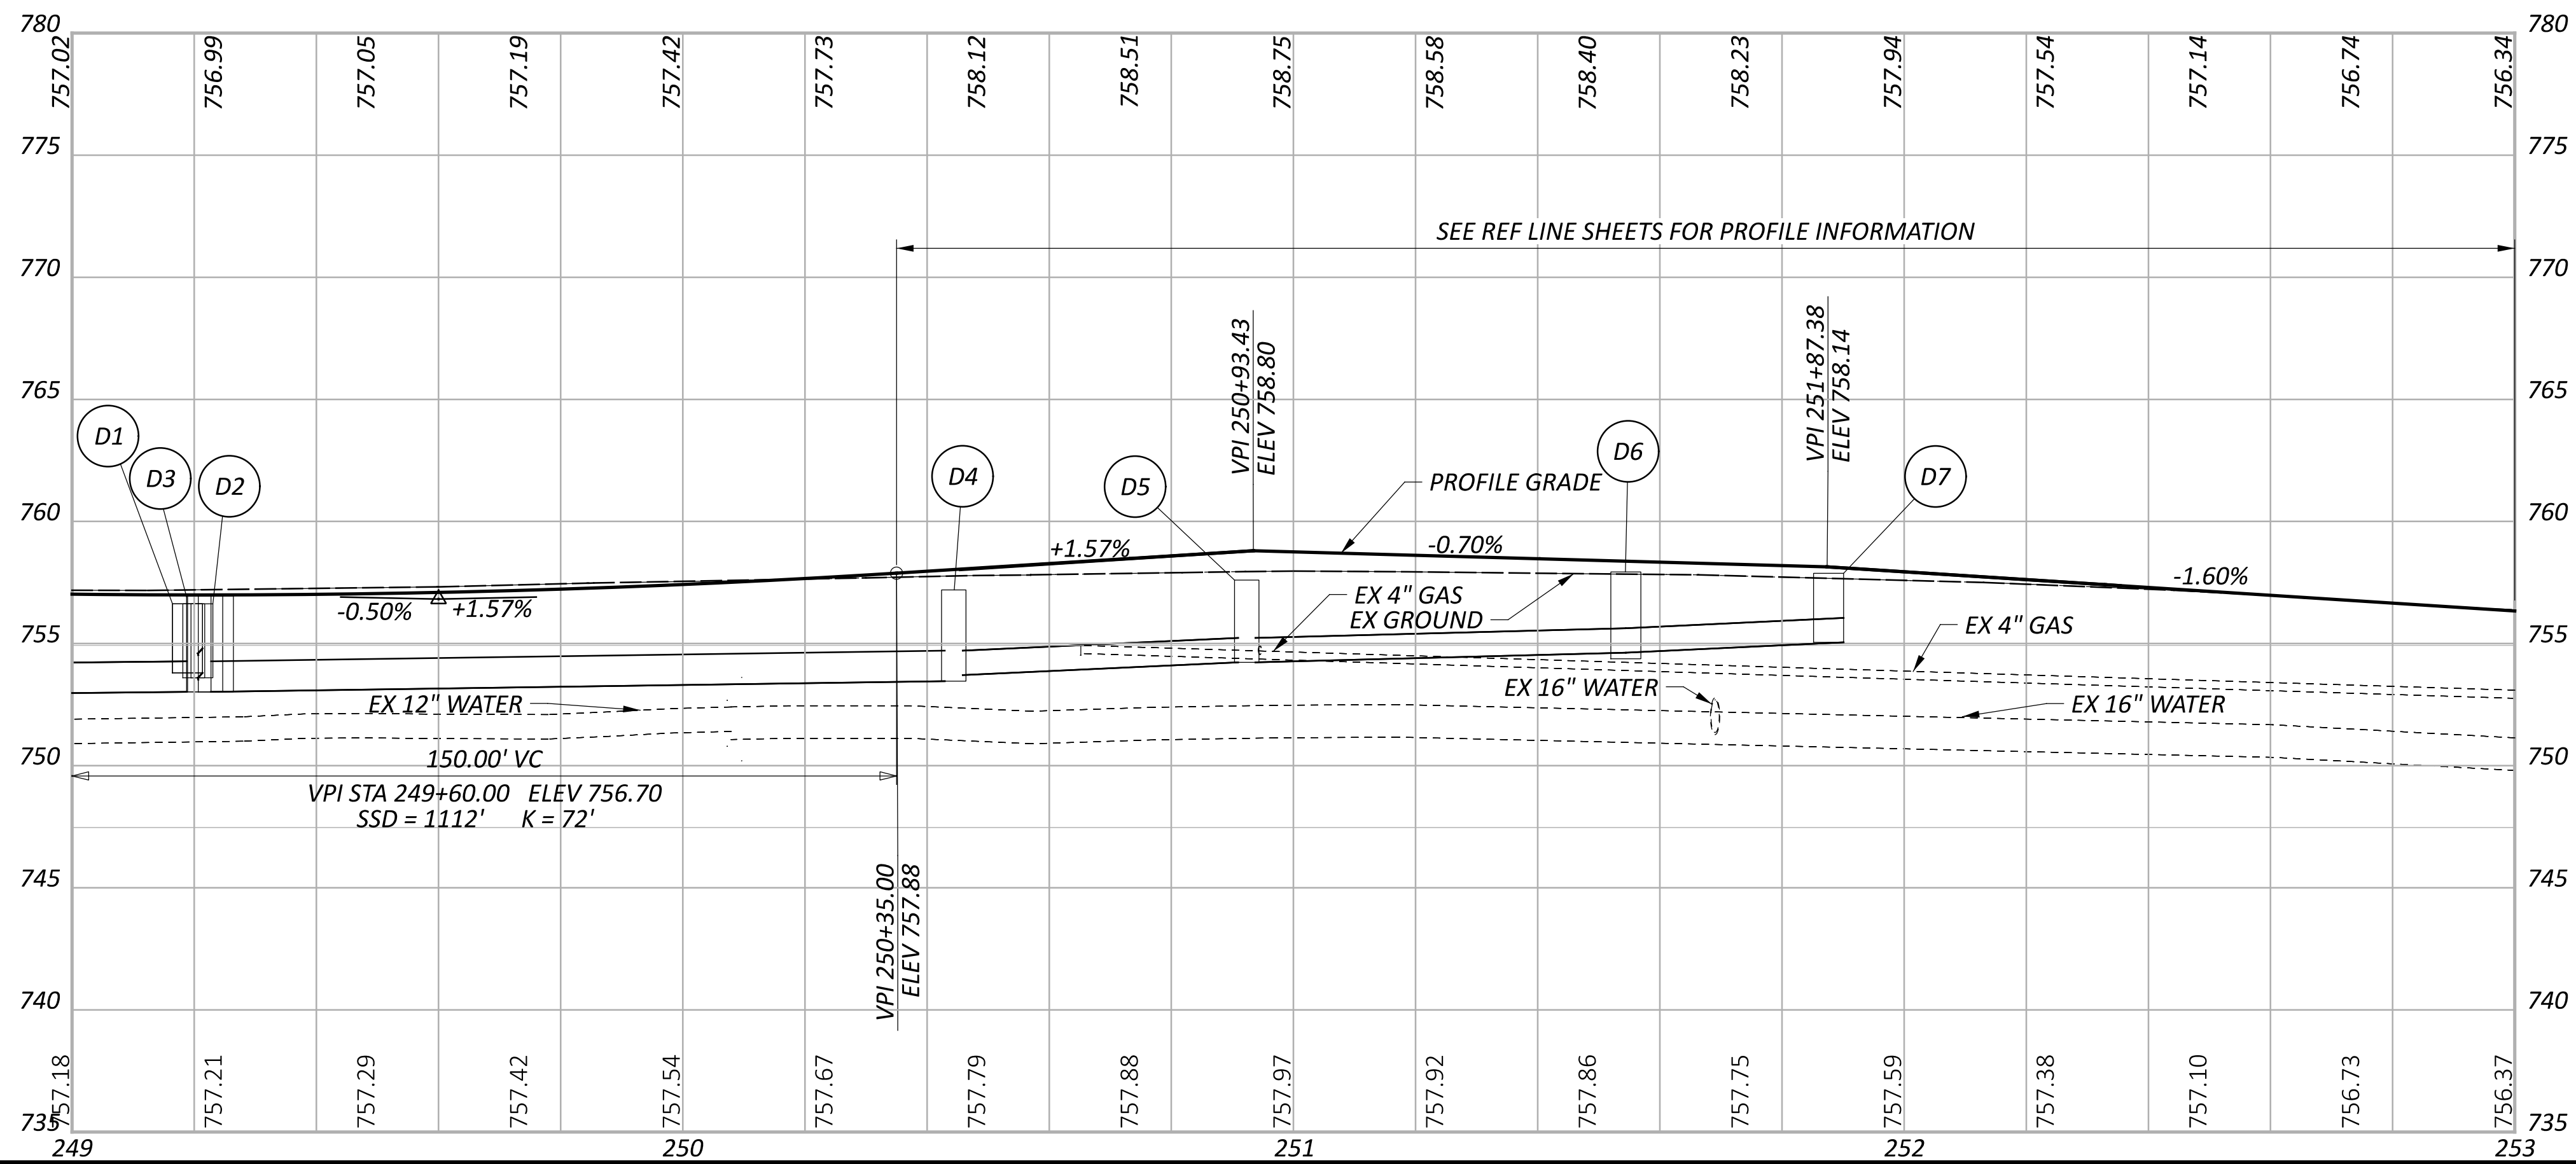 780
757.02 756.99 757.05 757.19 757.42 757.73 758.12 758.51 758.75 758.58 758.40 758.23 757.94 757.54 757.14 756.74 756.34
780
775
775
SEE REF LINE SHEETS FOR PROFILE INFORMATION
770
770
VPI 250+93.43
ELEV 758.80
VPI 251+87.38
ELEV 758.14
765
765
D1
D3
D2
D4
D5
D6
D7
PROFILE GRADE
760
760
+1.57%
-0.70%
-1.60%
-0.50%
+1.57%
EX 4" GAS
EX GROUND
EX 4" GAS
755
755
EX 12" WATER
EX 16" WATER
EX 16" WATER
750
750
150.00' VC
VPI STA 249+60.00 ELEV 756.70
SSD = 1112' K = 72'
VPI 250+35.00
ELEV 757.88
745
745
740
740
757.18 757.21 757.29 757.42 757.54 757.67 757.79 757.88 757.97 757.92 757.86 757.75 757.59 757.38 757.10 756.73 756.37
735
735
249 250 251 252 253